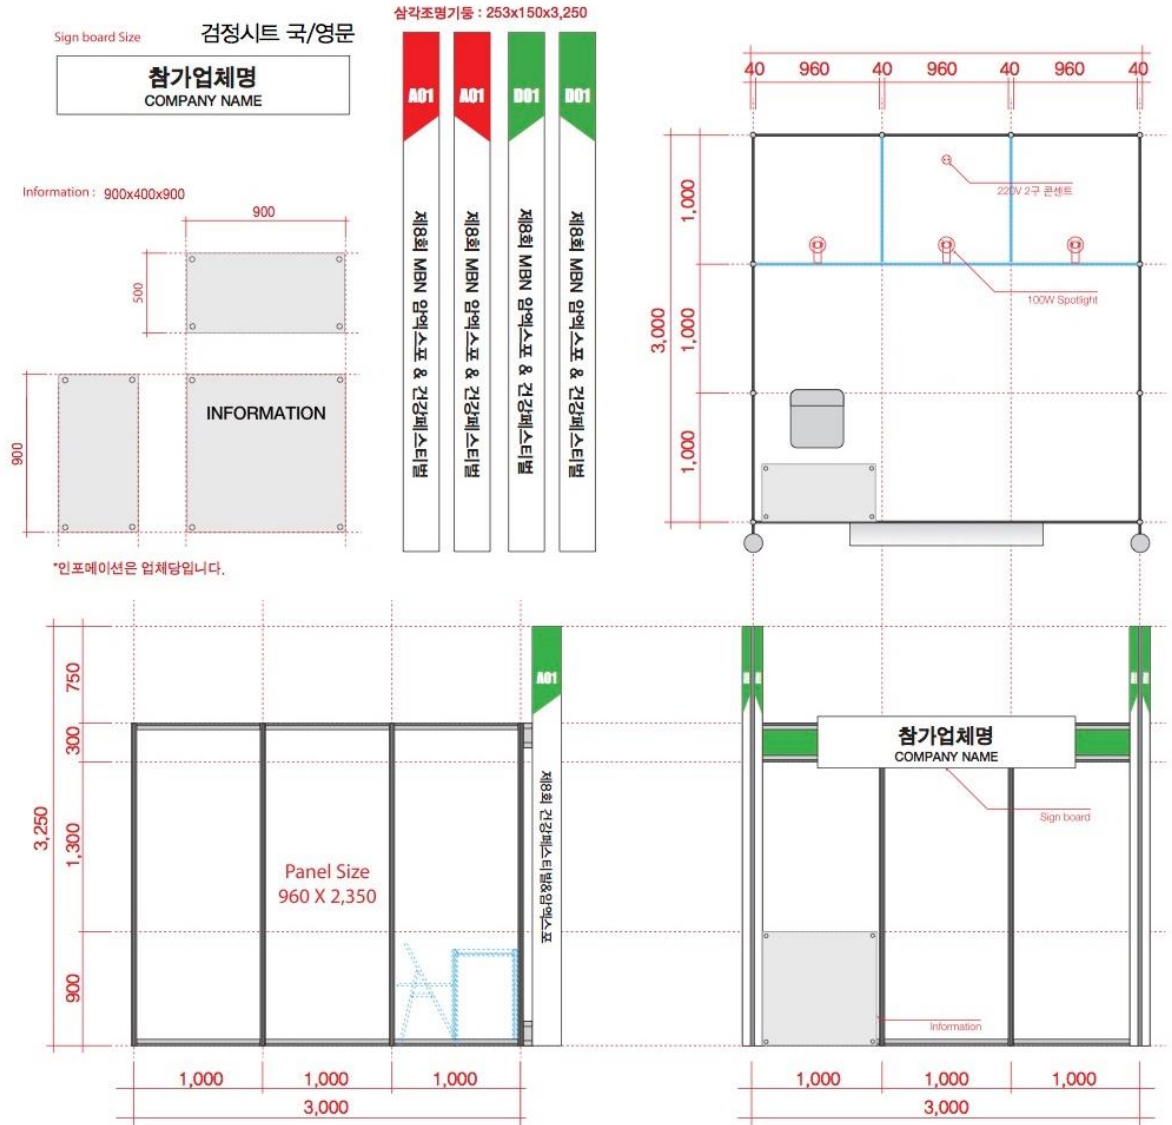 삼각조명기둥 : 253x150x3,250
Sign board Size
검정시트 국/영문
참가업체명
COMPANY NAME
A01
A01
D01
D01
제8회 MBN 암엑스포 & 건강페스티벌
제8회 MBN 암엑스포 & 건강페스티벌
제8회 MBN 암엑스포 & 건강페스티벌
제8회 MBN 암엑스포 & 건강페스티벌
Information : 900x400x900
900
500
900
INFORMATION
*인포메이션은 업체당입니다.
40 960 40 960 40 960 40
1,000
1,000
1,000
3,000
220V 2구 콘센트
100W Spotlight
750
300
1,300
900
3,250
A01
제8회 건강페스티벌&암엑스포
Panel Size
960 X 2,350
1,000 1,000 1,000
3,000
참가업체명
COMPANY NAME
Sign board
Information
1,000 1,000 1,000
3,000